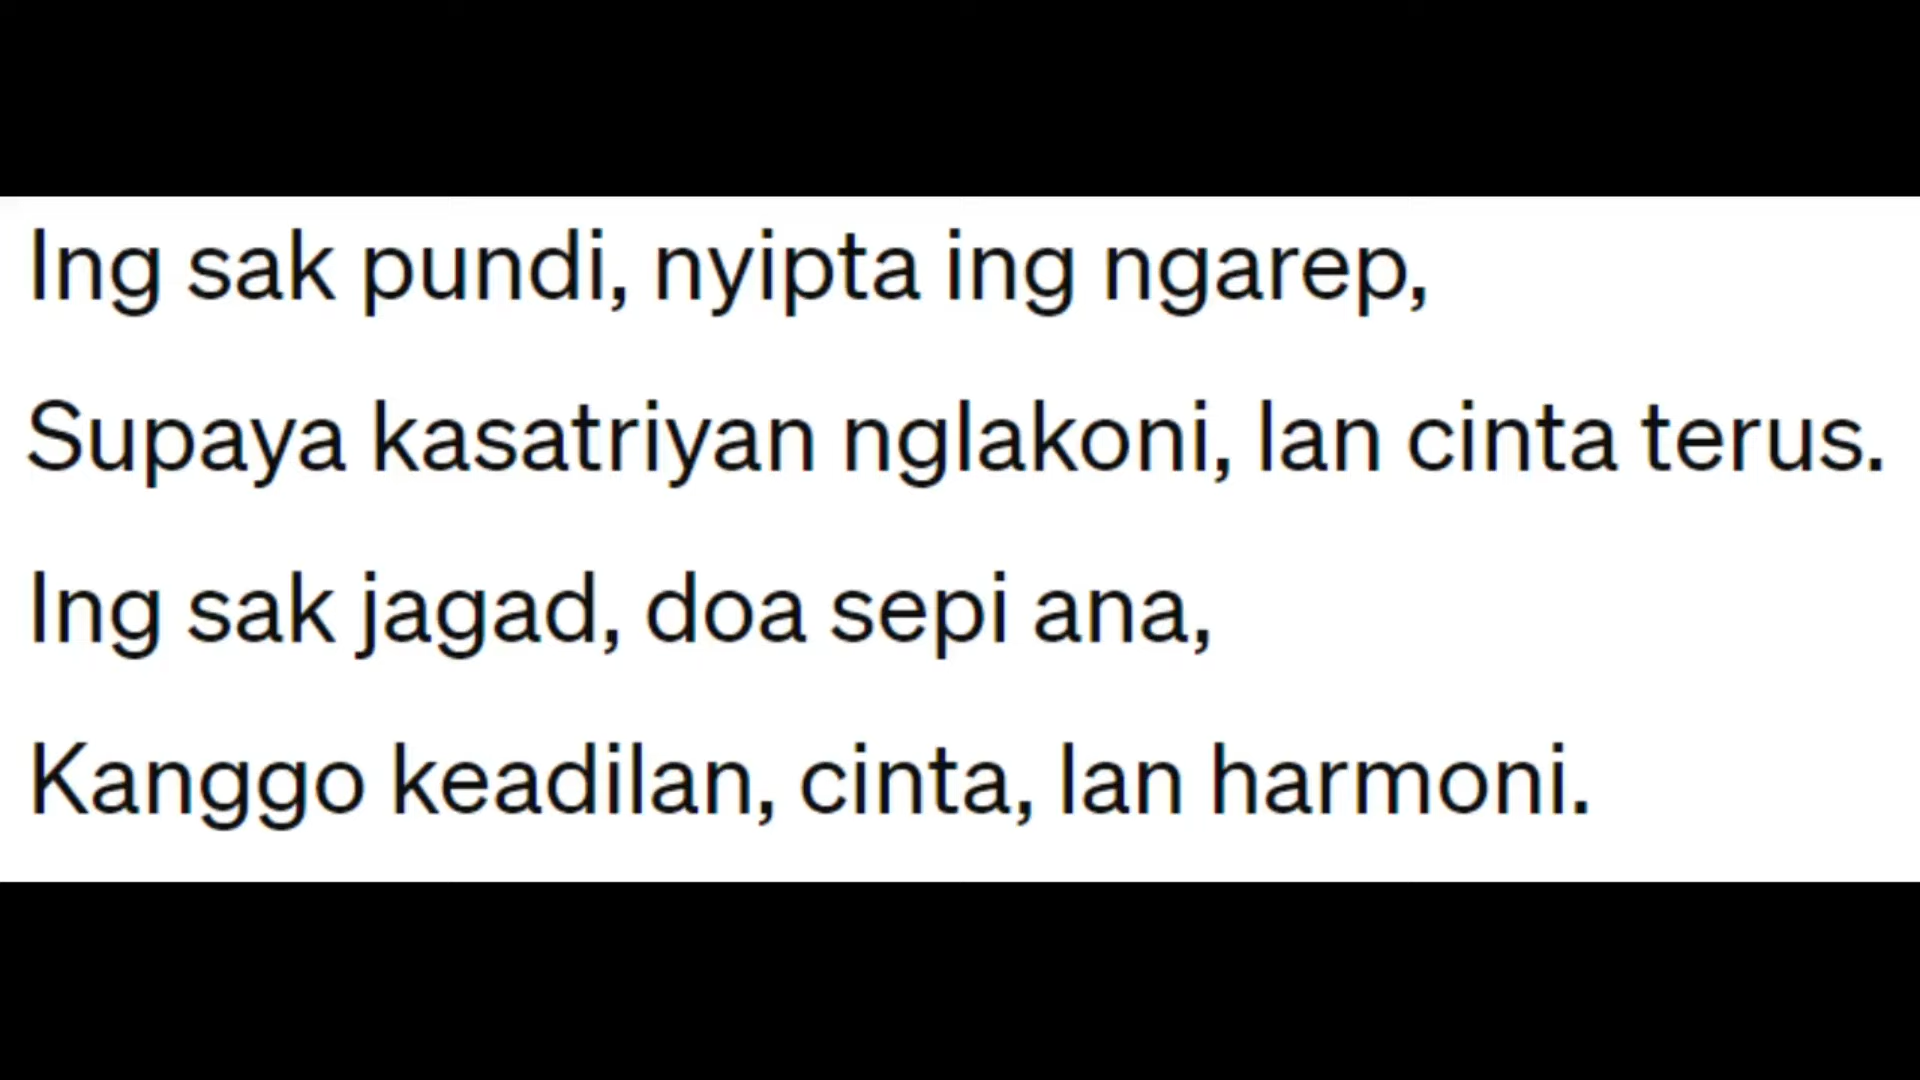 Ing sak pundi, nyipta ing ngarep,
Supaya kasatriyan nglakoni, lan cinta terus.
Ing sak jagad, doa sepi ana,
Kanggo keadilan, cinta, lan harmoni.